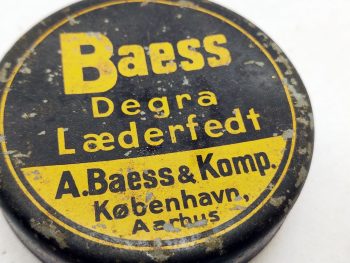 Baess
Degra
Læderfedt
A.Baess & Komp.
København,
Aarhus